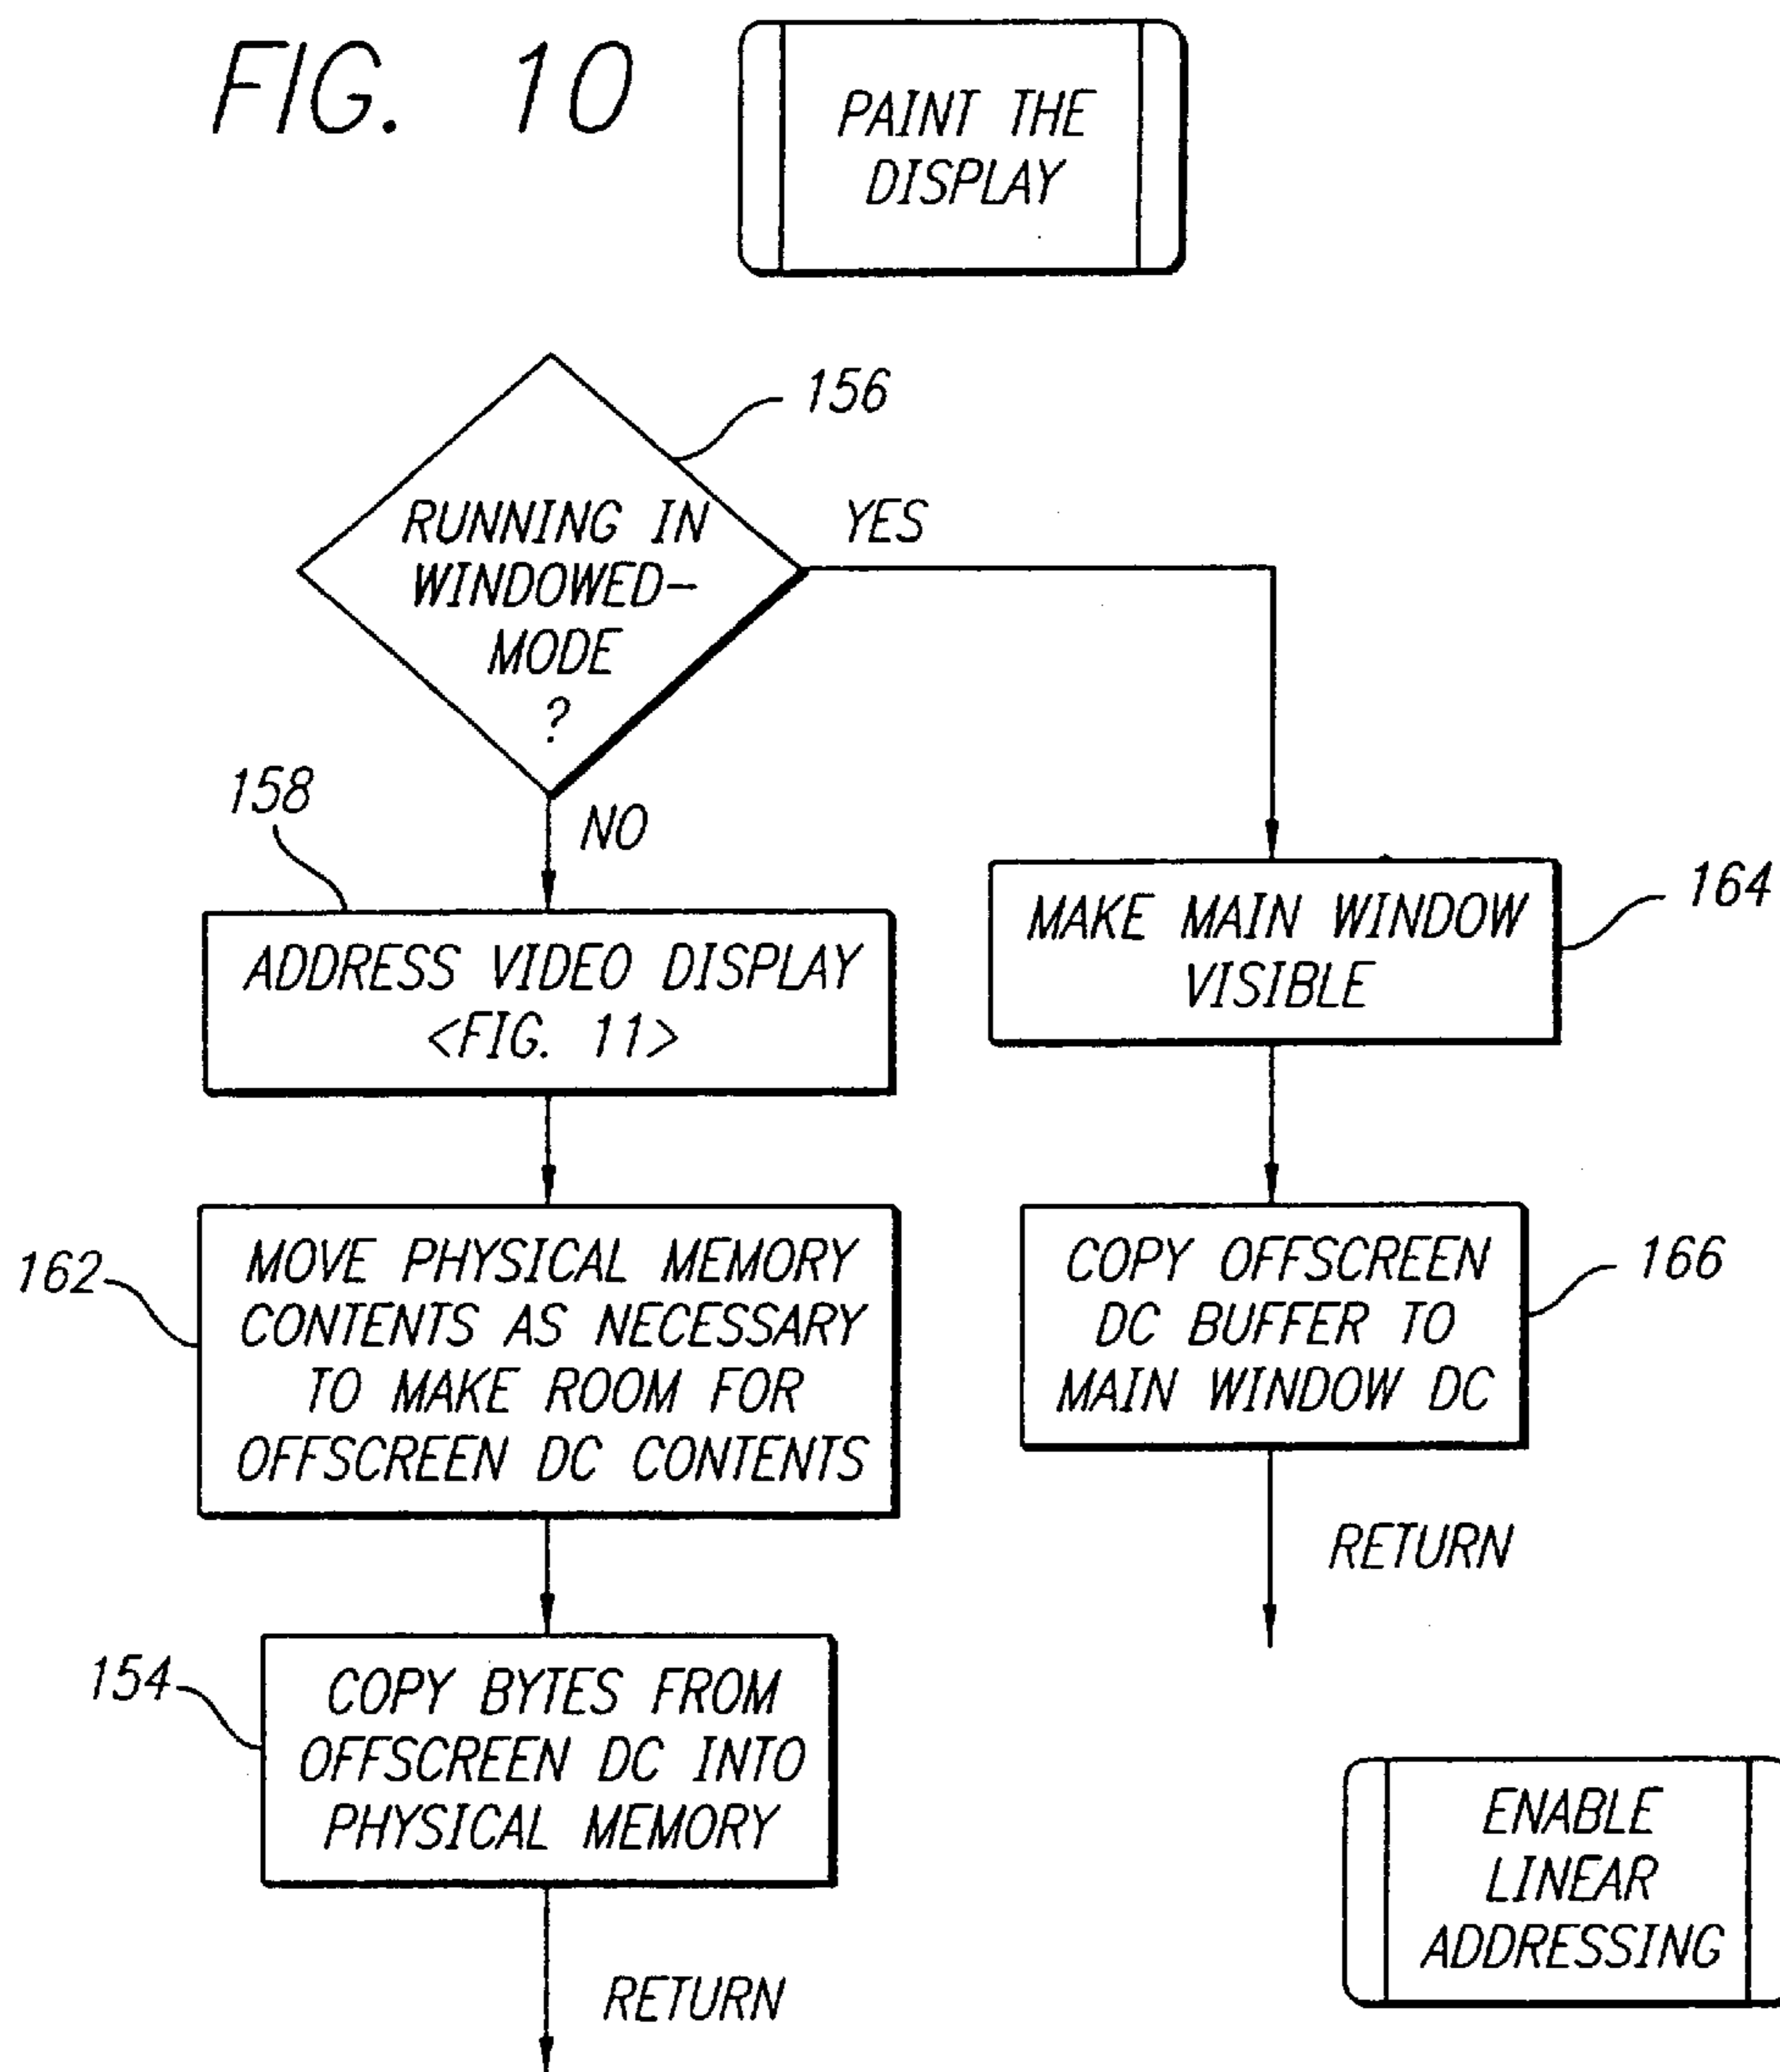 FIG. 10
PAINT THE
DISPLAY
156
RUNNING IN
WINDOWED-
MODE
?
YES
NO
158
ADDRESS VIDEO DISPLAY
<FIG. 11>
162
MOVE PHYSICAL MEMORY
CONTENTS AS NECESSARY
TO MAKE ROOM FOR
OFFSCREEN DC CONTENTS
154
COPY BYTES FROM
OFFSCREEN DC INTO
PHYSICAL MEMORY
RETURN
164
MAKE MAIN WINDOW
VISIBLE
166
COPY OFFSCREEN
DC BUFFER TO
MAIN WINDOW DC
RETURN
ENABLE
LINEAR
ADDRESSING